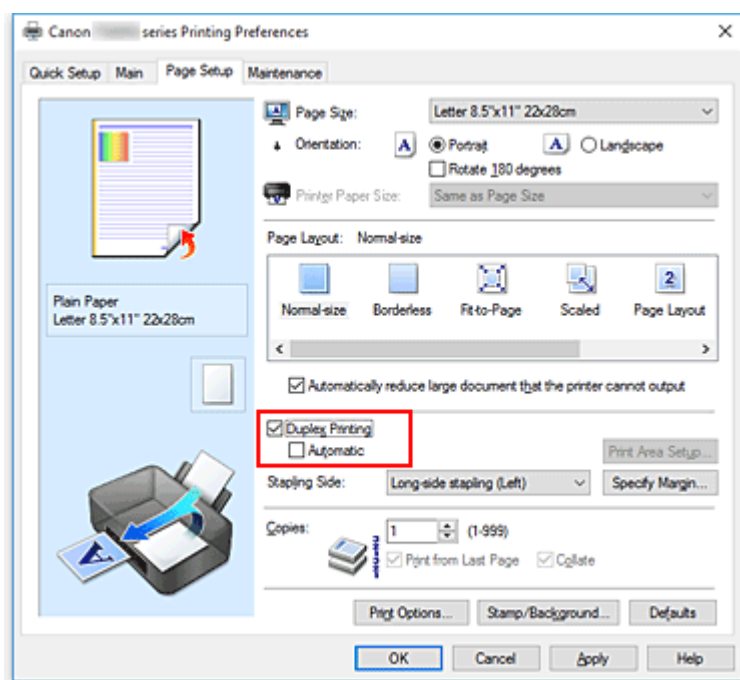 Canon series Printing Preferences
Quick Setup Main Page Setup Maintenance
Page Size: Letter 8.5"x11" 22x28cm
Orientation: A Portrait A Landscape
Rotate 180 degrees
Printer Paper Size: Same as Page Size
Page Layout: Normal-size
2
Normal-size Borderless Fit-to-Page Scaled Page Layout
Plain Paper
Letter 8.5"x11" 22x28cm
Automatically reduce large document that the printer cannot output
Duplex Printing
Automatic
Print Area Setup...
Stapling Side: Long-side stapling (Left) Specify Margin...
Copies: 1 (1-999)
Print from Last Page Collate
A
Print Options... Stamp/Background... Defaults
OK Cancel Apply Help